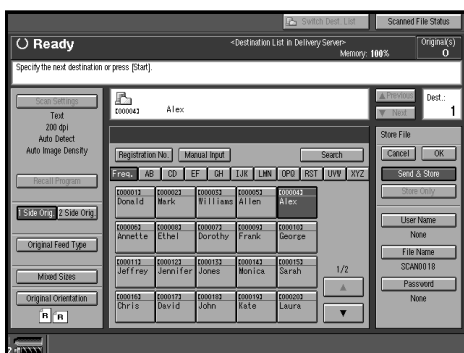 Switch Dest. List
Scanned File Status
Ready
<Destination List in Delivery Server>
Memory: 100%
Original(s)
0
Specify the next destination or press [Start].
Scan Settings
Text
200 dpi
Auto Detect
Auto Image Density
Recall Program
1 Side Orig. 2 Side Orig.
Original Feed Type
Mixed Sizes
Original Orientation
R R
[00004] Alex
Previous
Next
Dest.:
1
Registration No. Manual Input Search
Freq. AB CD EF GH IJK LMN OPQ RST UVW XYZ
[00001] [00002] [00003] [00005] [00004]
Donald Mark Williams Allen Alex
[00006] [00008] [00007] [00009] [00010]
Annette Ethel Dorothy Frank George
[00011] [00012] [00013] [00014] [00015]
Jeffrey Jennifer Jones Monica Sarah
[00016] [00017] [00018] [00019] [00020]
Chris David John Kate Laura
1/2
Store File
Cancel OK
Send & Store
Store Only
User Name
None
File Name
SCAN0018
Password
None